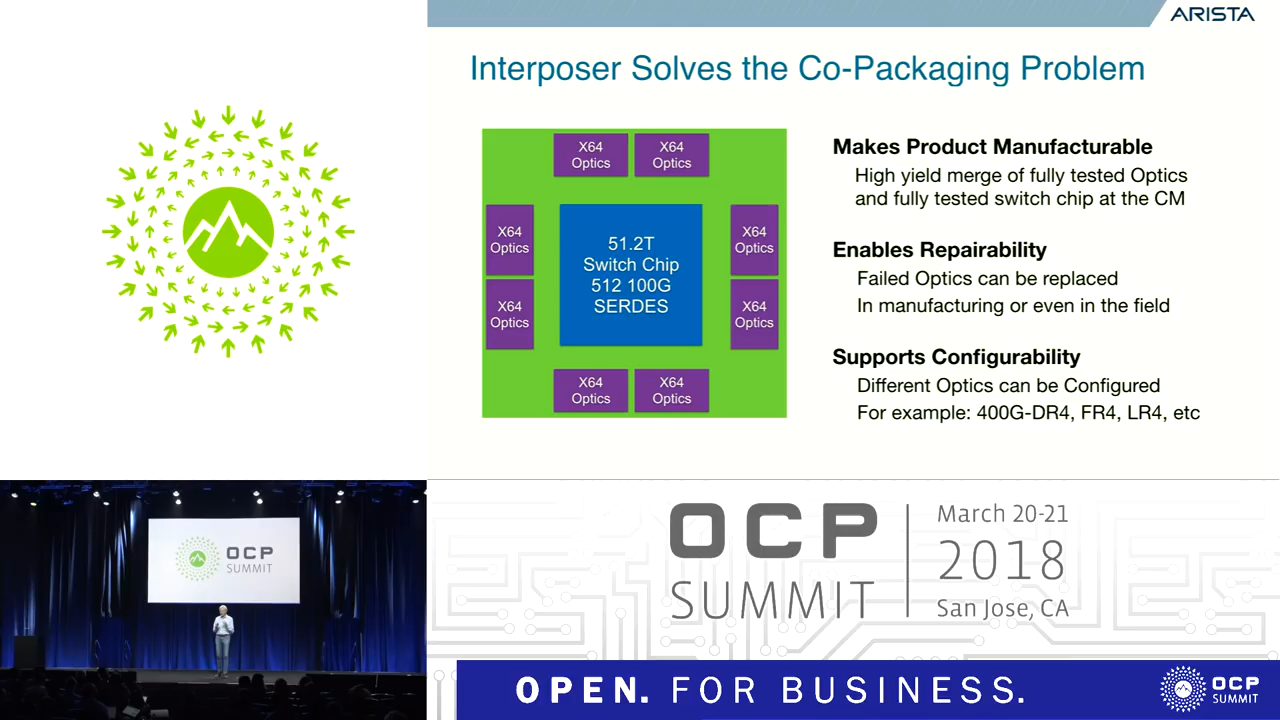 ARISTA
Interposer Solves the Co-Packaging Problem
X64
Optics
X64
Optics
X64
Optics
X64
Optics
51.2T
Switch Chip
512 100G
SERDES
X64
Optics
X64
Optics
X64
Optics
X64
Optics
Makes Product Manufacturable
High yield merge of fully tested Optics
and fully tested switch chip at the CM
Enables Repairability
Failed Optics can be replaced
In manufacturing or even in the field
Supports Configurability
Different Optics can be Configured
For example: 400G-DR4, FR4, LR4, etc
OCP
SUMMIT
OCP
SUMMIT
March 20-21
2018
San Jose, CA
OPEN. FOR BUSINESS.
OCP
SUMMIT